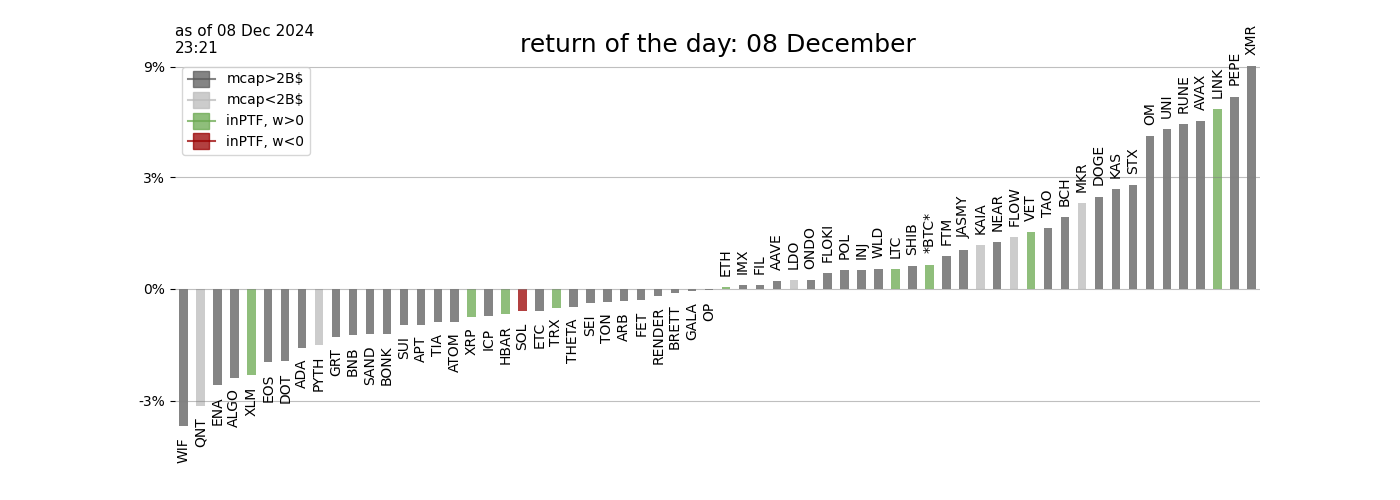 as of 08 Dec 2024
23:21
return of the day: 08 December
9%
3%
0%
-3%
mcap>2B$
mcap<2B$
inPTF, w>0
inPTF, w<0
WIF
QNT
ENA
ALGO
XLM
EOS
DOT
ADA
PYTH
GRT
BNB
SAND
BONK
SUI
APT
TIA
ATOM
XRP
ICP
HBAR
SOL
ETC
TRX
THETA
SEI
TON
ARB
FET
RENDER
BRETT
GALA
OP
ETH
IMX
FIL
AAVE
LDO
ONDO
FLOKI
POL
INJ
WLD
LTC
SHIB
*BTC*
FTM
JASMY
KAIA
NEAR
FLOW
VET
TAO
BCH
MKR
DOGE
KAS
STX
OM
UNI
RUNE
AVAX
LINK
PEPE
XMR